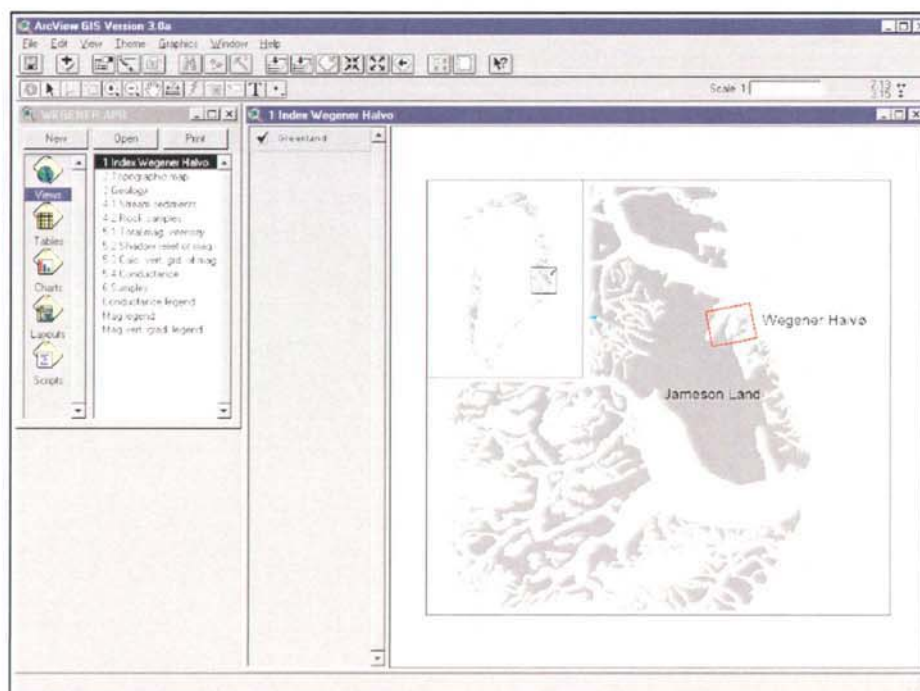 ArcView GIS Version 3.0a
File Edit View Theme Graphics Window Help
Scale 1:
WEGENER.APR
New Open Print
Views
Tables
Charts
Layouts
Scripts
1 Index Wegener Halvo
2 Topographic map
3 Geology
4.1 Stream sediments
4.2 Rock samples
5.1 Total mag. intensity
5.2 Shadow relief of mag
5.3 Calc. vert. grd. of mag
5.4 Conductance
6 Samples
Conductance legend
Mag legend
Mag vert. grad. legend
1 Index Wegener Halvo
Greenland
Wegener Halvø
Jameson Land